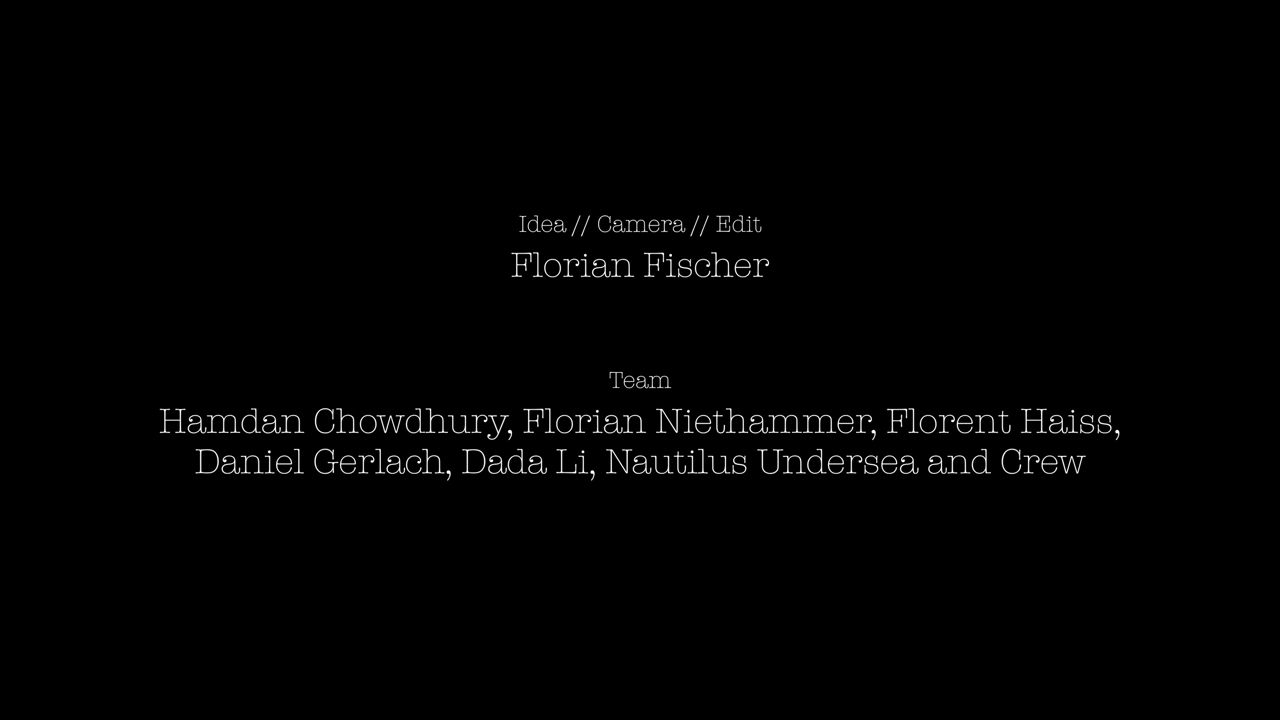 Idea // Camera // Edit
Florian Fischer
Team
Hamdan Chowdhury, Florian Niethammer, Florent Haiss,
Daniel Gerlach, Dada Li, Nautilus Undersea and Crew